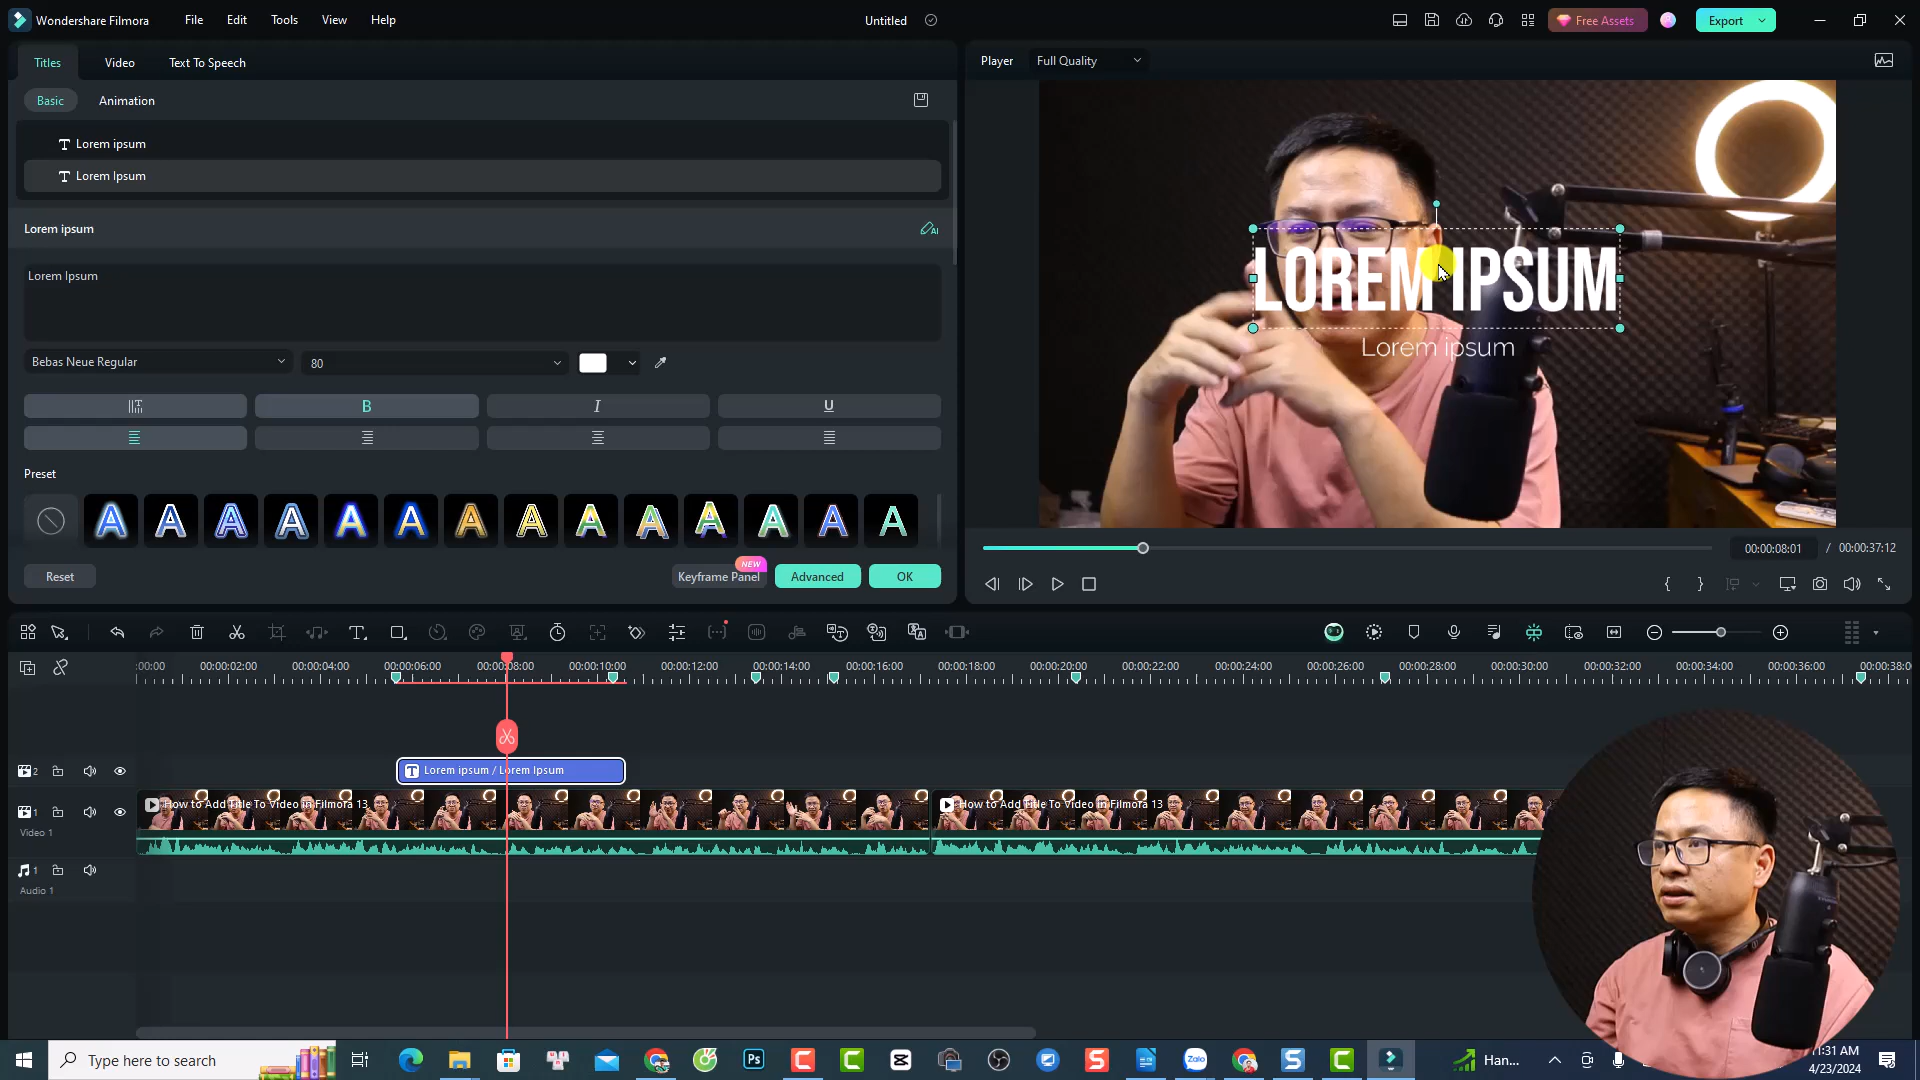 Wondershare Filmora File Edit Tools View Help Untitled Free Assets Export
Titles Video Text To Speech
Player Full Quality
Basic Animation
Lorem ipsum
Lorem Ipsum
Lorem ipsum
AI
Lorem Ipsum
Bebas Neue Regular 80
B I U
Preset
A A A A A A A A A A A A A A
NEW
Reset Keyframe Panel Advanced OK
LOREM IPSUM
Lorem ipsum
00:00:08:01 / 00:00:37:12
:00:00 00:00:02:00 00:00:04:00 00:00:06:00 00:00:08:00 00:00:10:00 00:00:12:00 00:00:14:00 00:00:16:00 00:00:18:00 00:00:20:00 00:00:22:00 00:00:24:00 00:00:26:00 00:00:28:00 00:00:30:00 00:00:32:00 00:00:34:00 00:00:36:00 00:00:38:0
2 Lorem ipsum / Lorem Ipsum
1 How to Add Title To Video in Filmora 13 How to Add Title To Video in Filmora 13
Video 1
1
Audio 1
Type here to search
Ps
Zalo
Han...
11:31 AM
4/23/2024